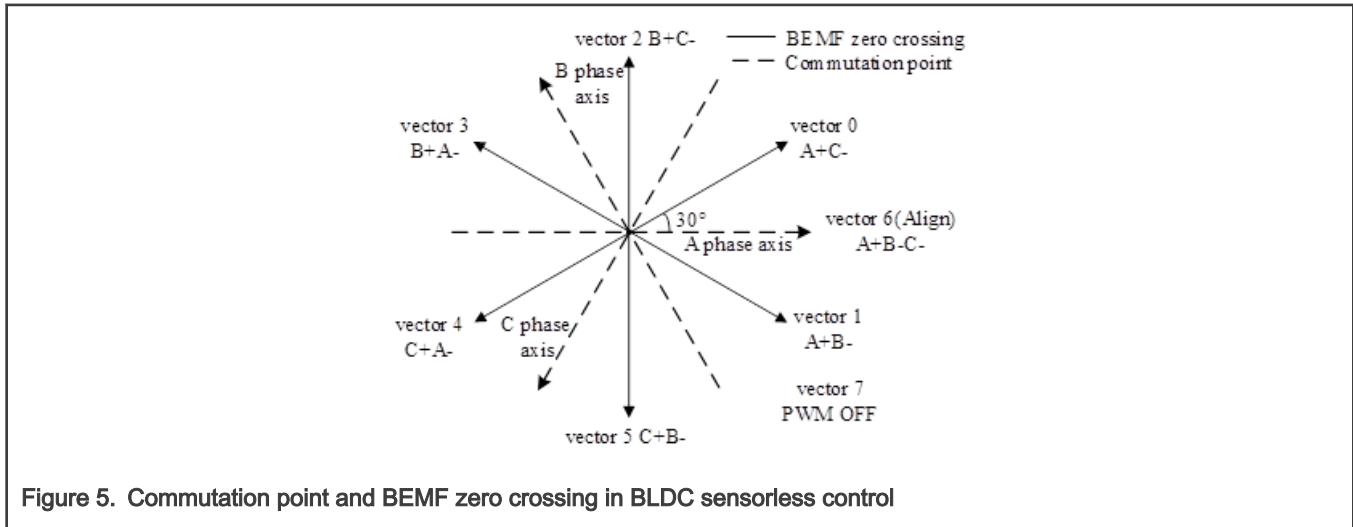 vector 2 B+C-
BEMF zero crossing
Commutation point
B phase
axis
vector 3
B+A-
vector 0
A+C-
30°
A phase axis
vector 6(Align)
A+B-C-
vector 4
C+A-
C phase
axis
vector 1
A+B-
vector 7
PWM OFF
vector 5 C+B-
Figure 5. Commutation point and BEMF zero crossing in BLDC sensorless control